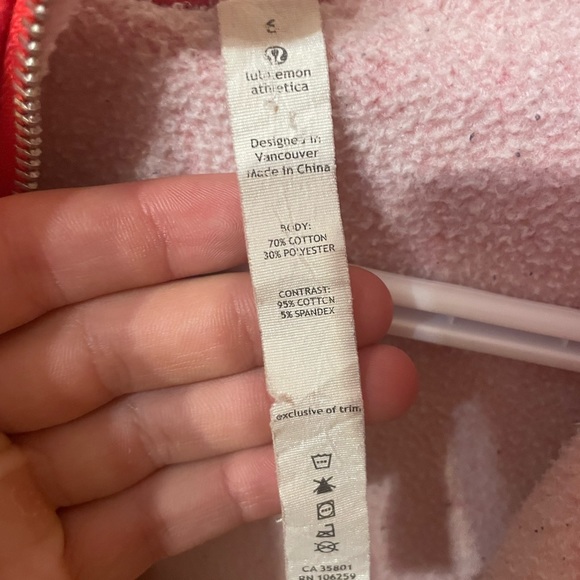 lululemon
athletica
Designed in
Vancouver
Made in China
BODY:
70% COTTON
30% POLYESTER
CONTRAST:
95% COTTON
5% SPANDEX
exclusive of trim
CA 35801
RN 106259